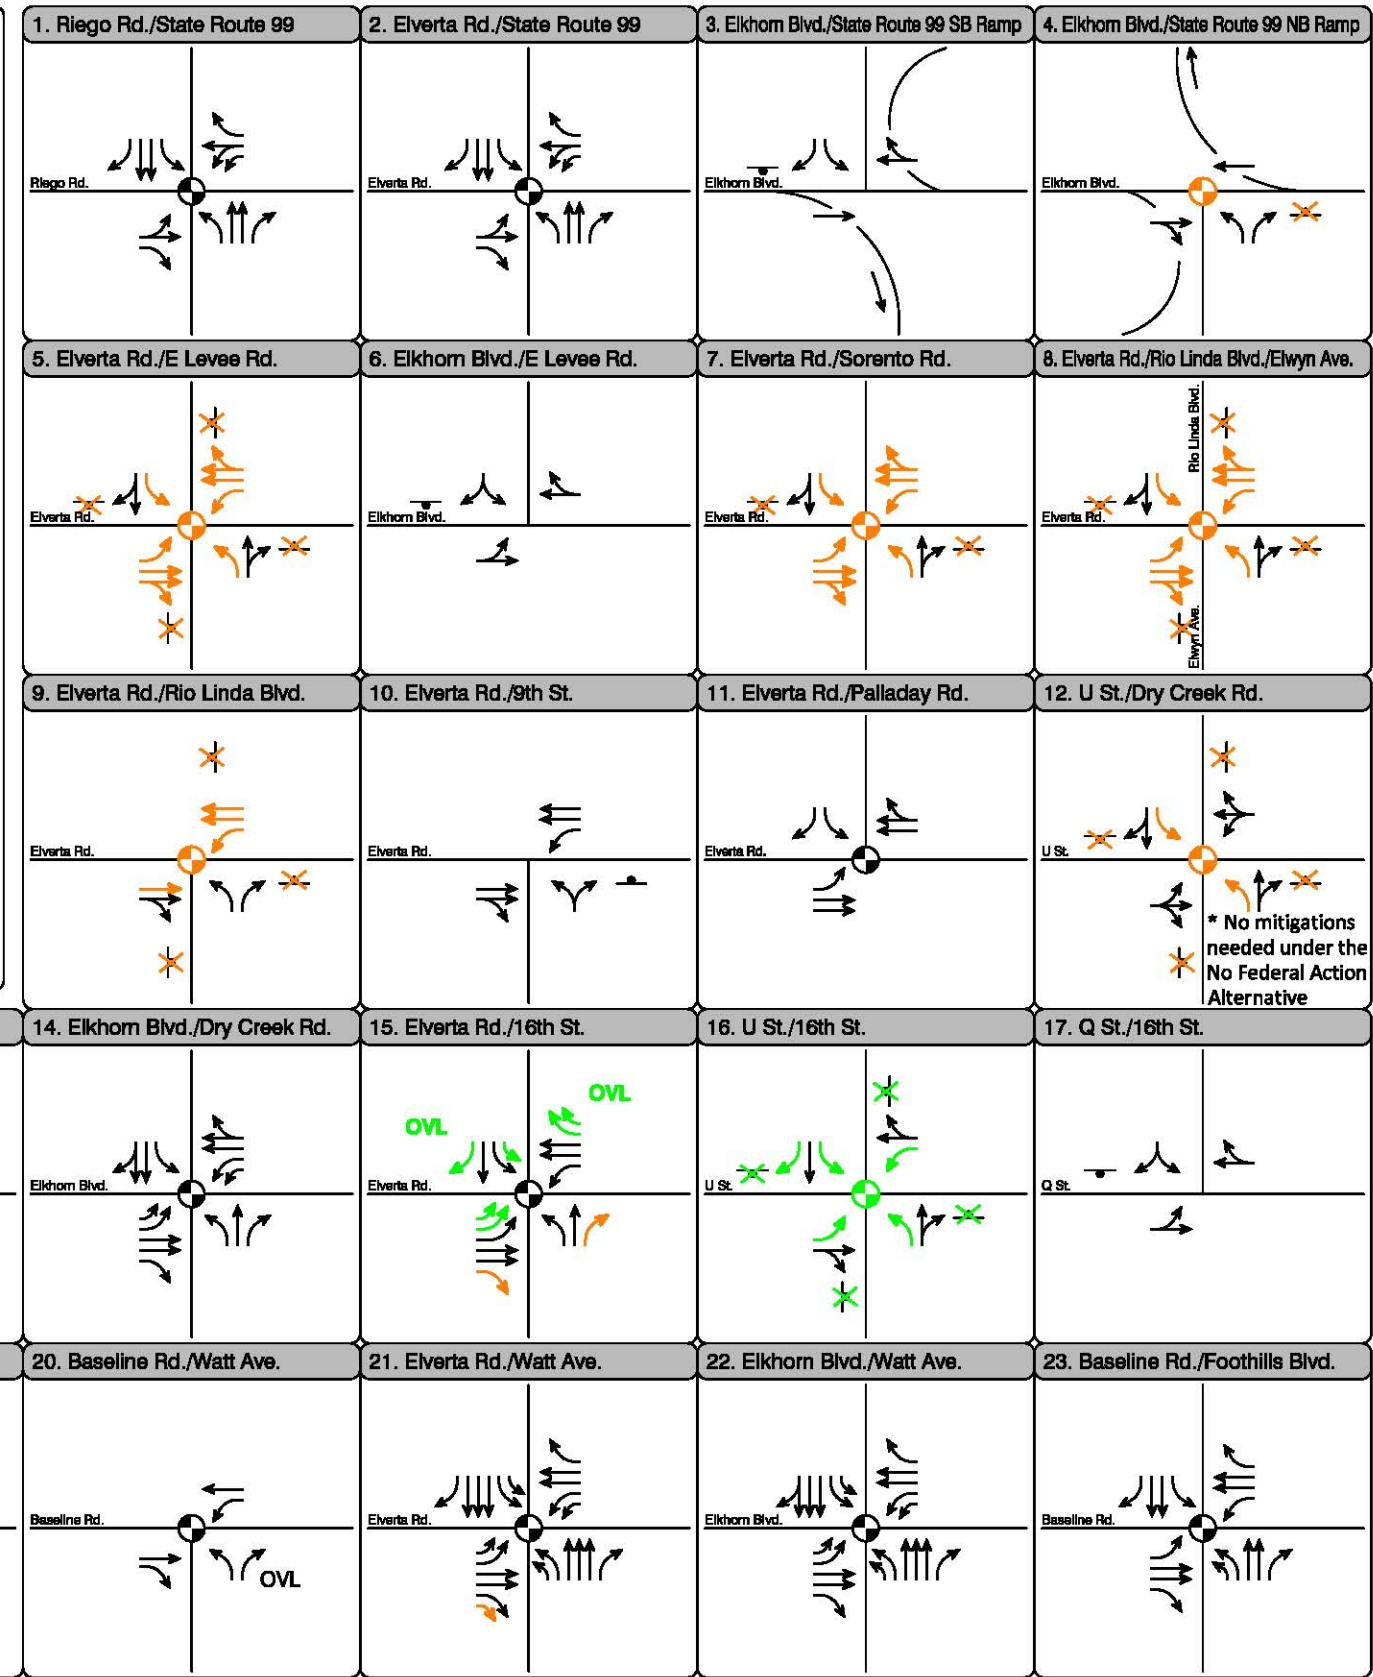 1. Riego Rd./State Route 99
2. Elverta Rd./State Route 99
3. Elkhorn Blvd./State Route 99 SB Ramp
4. Elkhorn Blvd./State Route 99 NB Ramp
Riego Rd.
Elverta Rd.
Elkhorn Blvd.
Elkhorn Blvd.
5. Elverta Rd./E Levee Rd.
6. Elkhorn Blvd./E Levee Rd.
7. Elverta Rd./Sorento Rd.
8. Elverta Rd./Rio Linda Blvd./Elwyn Ave.
Elverta Rd.
Elkhorn Blvd.
Elverta Rd.
Rio Linda Blvd.
Elverta Rd.
Elwyn Ave.
9. Elverta Rd./Rio Linda Blvd.
10. Elverta Rd./9th St.
11. Elverta Rd./Palladay Rd.
12. U St./Dry Creek Rd.
Elverta Rd.
Elverta Rd.
Elverta Rd.
U St.
* No mitigations
needed under the
No Federal Action
Alternative
14. Elkhorn Blvd./Dry Creek Rd.
15. Elverta Rd./16th St.
16. U St./16th St.
17. Q St./16th St.
OVL
OVL
Elkhorn Blvd.
Elverta Rd.
U St.
Q St.
20. Baseline Rd./Watt Ave.
21. Elverta Rd./Watt Ave.
22. Elkhorn Blvd./Watt Ave.
23. Baseline Rd./Foothills Blvd.
Baseline Rd.
OVL
Elverta Rd.
Elkhorn Blvd.
Baseline Rd.